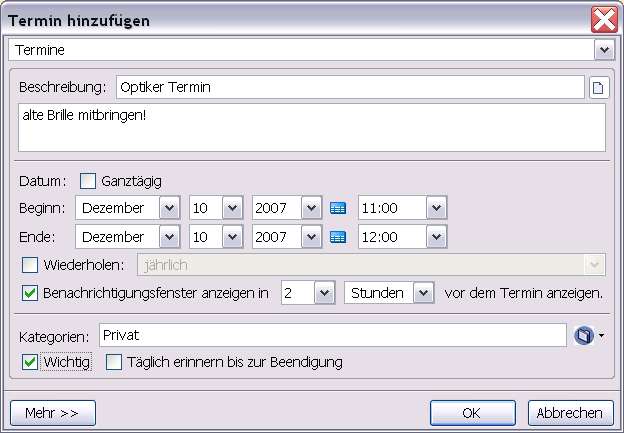 Termin hinzufügen
Termine
Beschreibung: Optiker Termin
alte Brille mitbringen!
Datum: Ganztägig
Beginn: Dezember 10 2007 11:00
Ende: Dezember 10 2007 12:00
Wiederholen: jährlich
Benachrichtigungsfenster anzeigen in 2 Stunden vor dem Termin anzeigen.
Kategorien: Privat
Wichtig Täglich erinnern bis zur Beendigung
Mehr >> OK Abbrechen